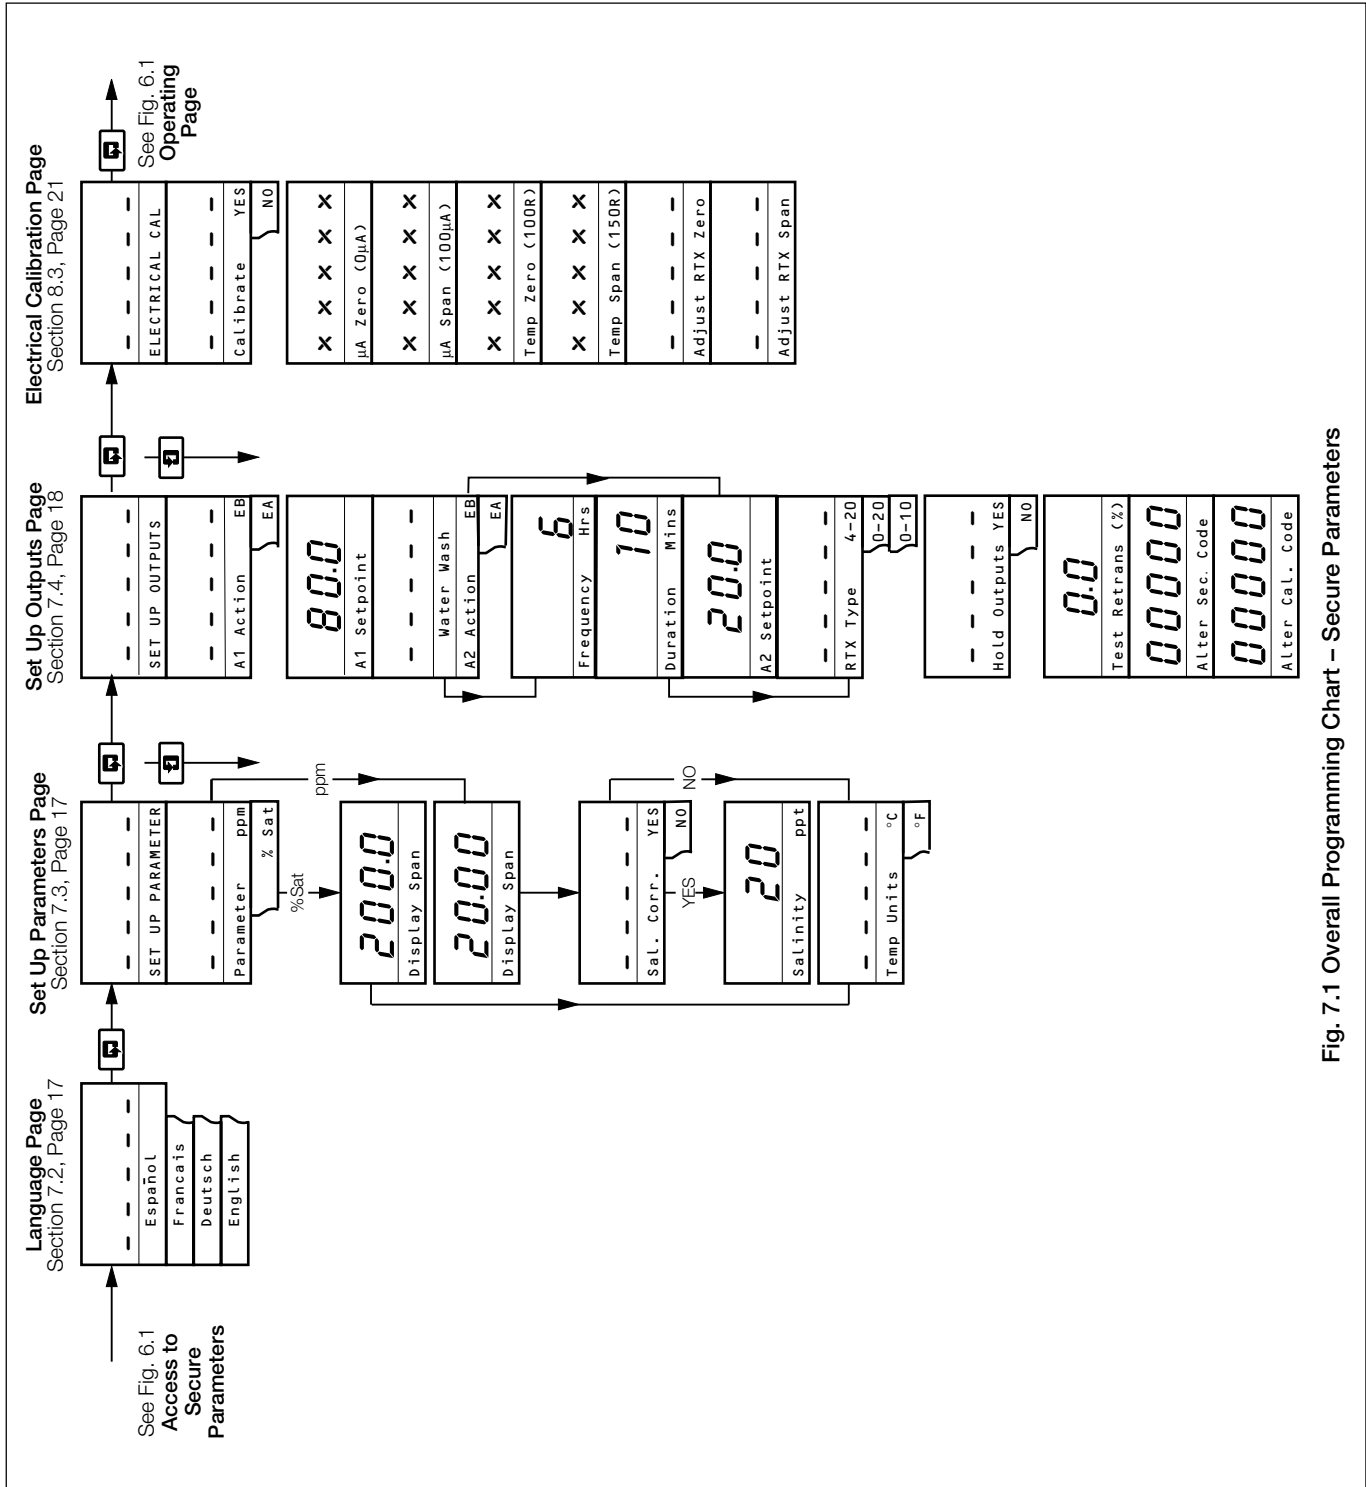 See Fig. 6.1
Access to
Secure
Parameters
Language Page
Section 7.2, Page 17
– – – – –
Español
Francais
Deutsch
English
Set Up Parameters Page
Section 7.3, Page 17
– – – – –
SET UP PARAMETER
– – – – –
Parameter ppm
% Sat
%Sat
ppm
200.0
Display Span
20.00
Display Span
– – – – –
Sal. Corr. YES
NO
YES
NO
20
Salinity ppt
– – – – –
Temp Units °C
°F
Set Up Outputs Page
Section 7.4, Page 18
– – – – –
SET UP OUTPUTS
– – – – –
A1 Action EB
EA
80.0
A1 Setpoint
– – – – –
Water Wash
A2 Action EB
EA
6
Frequency Hrs
10
Duration Mins
20.0
A2 Setpoint
– – – – –
RTX Type 4–20
0–20
0–10
– – – – –
Hold Outputs YES
NO
0.0
Test Retrans (%)
00000
Alter Sec. Code
00000
Alter Cal. Code
Electrical Calibration Page
Section 8.3, Page 21
– – – – –
ELECTRICAL CAL
– – – – –
Calibrate YES
NO
x x x x x
µA Zero (0µA)
x x x x x
µA Span (100µA)
x x x x x
Temp Zero (100R)
x x x x x
Temp Span (150R)
– – – – –
Adjust RTX Zero
– – – – –
Adjust RTX Span
See Fig. 6.1
Operating
Page
Fig. 7.1 Overall Programming Chart – Secure Parameters